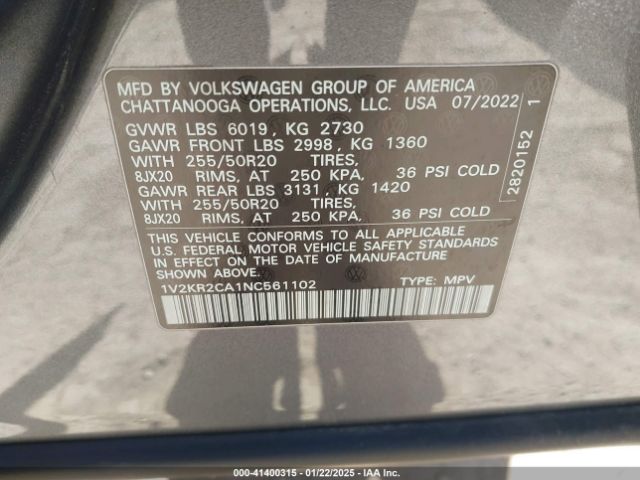 MFD BY VOLKSWAGEN GROUP OF AMERICA
CHATTANOOGA OPERATIONS, LLC. USA 07/2022
GVWR LBS 6019, KG 2730
GAWR FRONT LBS 2998, KG 1360
WITH 255/50R20 TIRES,
8JX20 RIMS, AT 250 KPA, 36 PSI COLD
GAWR REAR LBS 3131, KG 1420
WITH 255/50R20 TIRES,
8JX20 RIMS, AT 250 KPA, 36 PSI COLD
THIS VEHICLE CONFORMS TO ALL APPLICABLE
U.S. FEDERAL MOTOR VEHICLE SAFETY STANDARDS
IN EFFECT ON THE DATE OF MANUFACTURE
SHOWN ABOVE.
1V2KR2CA1NC561102 TYPE: MPV
2820152 1
000-41400315 - 01/22/2025 - IAA Inc.